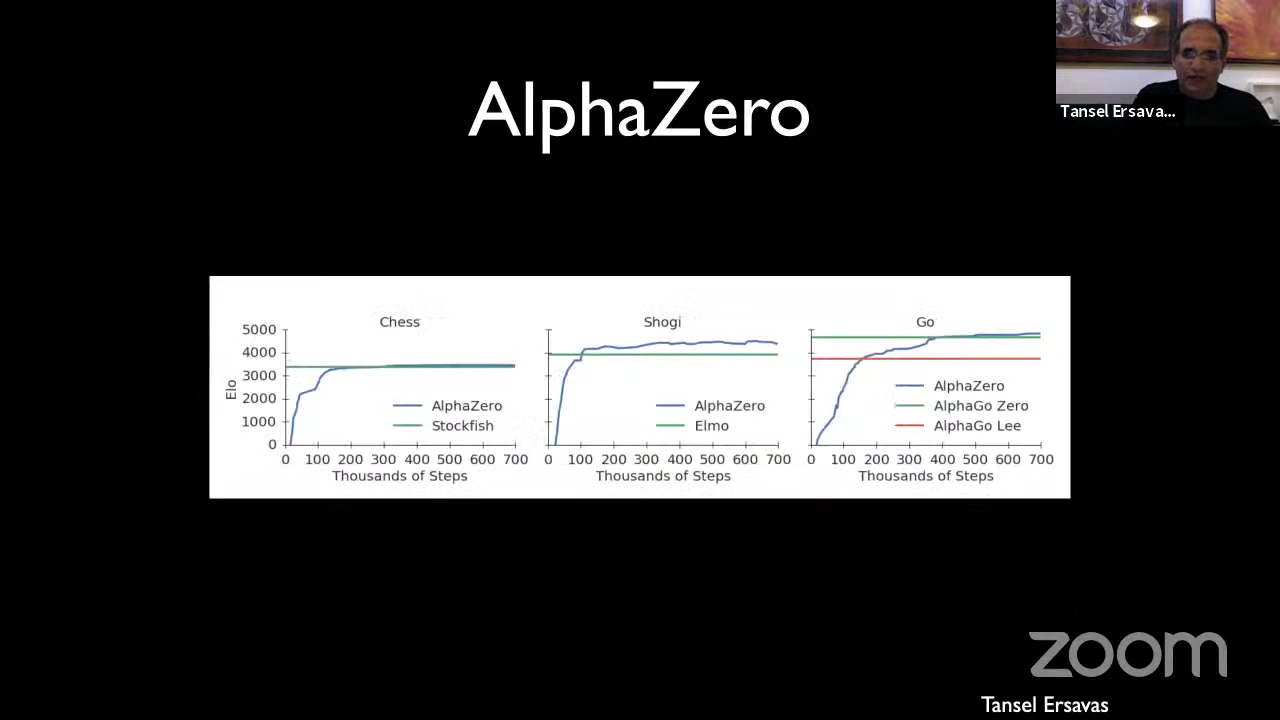 AlphaZero
Tansel Ersava...
Chess
Shogi
Go
Elo
5000
4000
3000
2000
1000
0
AlphaZero
Stockfish
AlphaZero
Elmo
AlphaZero
AlphaGo Zero
AlphaGo Lee
0 100 200 300 400 500 600 700
0 100 200 300 400 500 600 700
0 100 200 300 400 500 600 700
Thousands of Steps
Thousands of Steps
Thousands of Steps
zoom
Tansel Ersavas